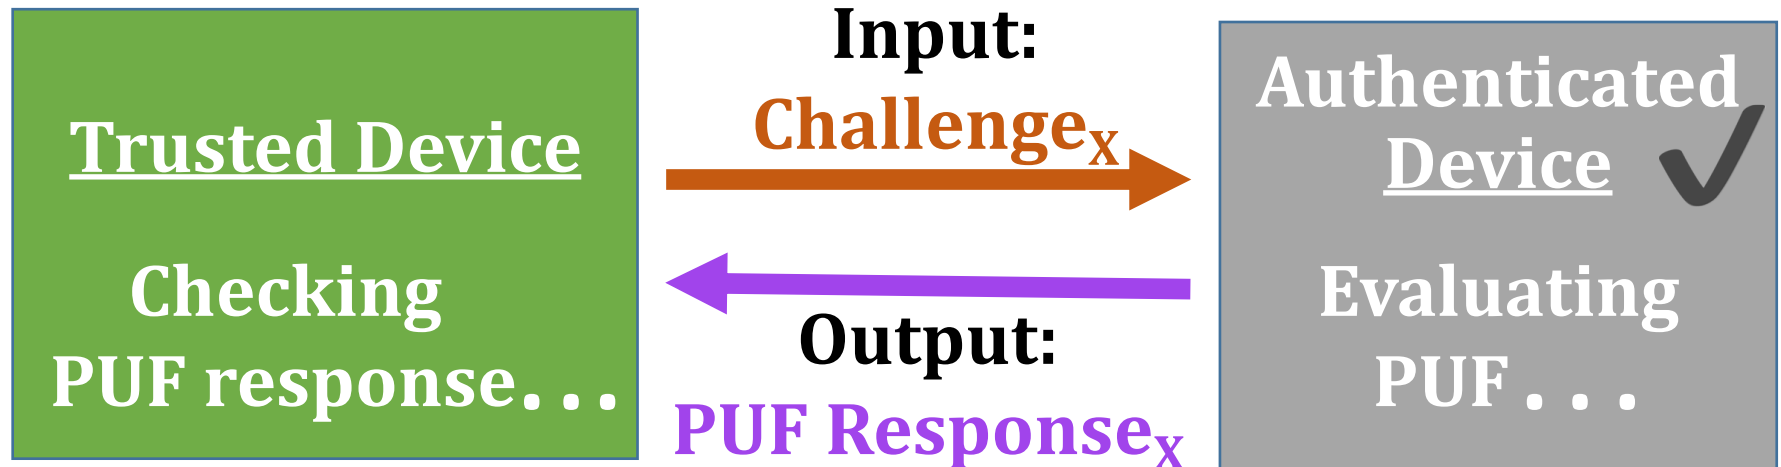 Trusted Device
Checking
PUF response...
Input:
Challengeₓ
Output:
PUF Responseₓ
Authenticated
Device ✔
Evaluating
PUF...